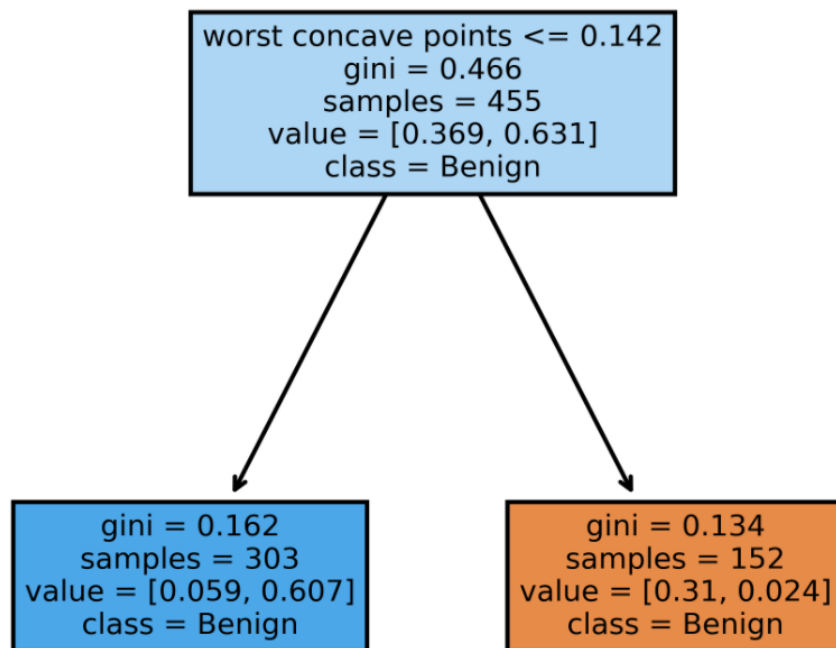 worst concave points <= 0.142
gini = 0.466
samples = 455
value = [0.369, 0.631]
class = Benign
gini = 0.162
samples = 303
value = [0.059, 0.607]
class = Benign
gini = 0.134
samples = 152
value = [0.31, 0.024]
class = Benign